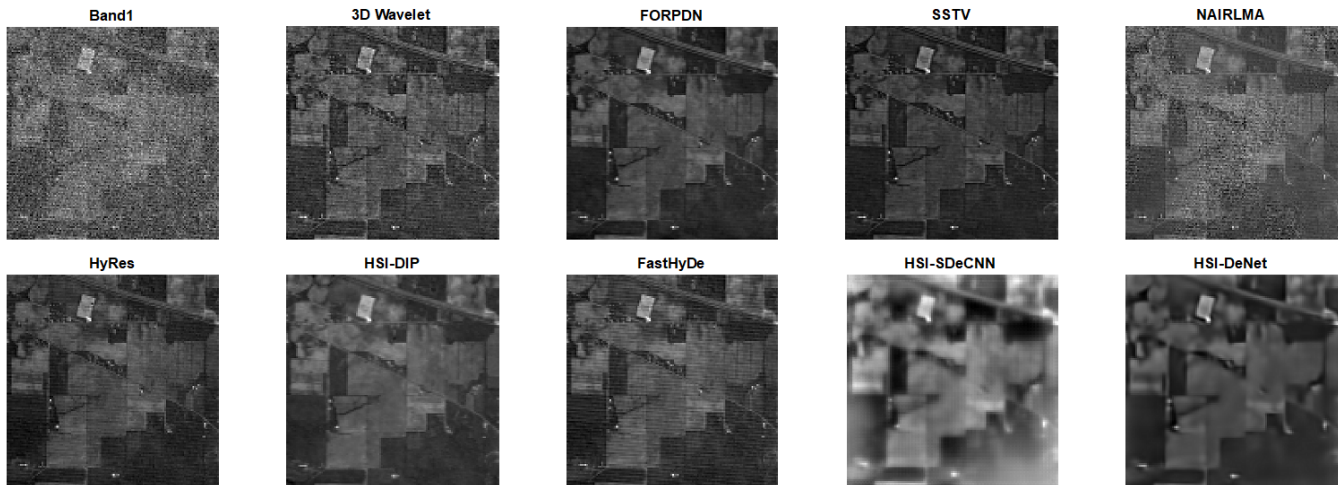 Band1
3D Wavelet
FORPDN
SSTV
NAIRLMA
HyRes
HSI-DIP
FastHyDe
HSI-SDeCNN
HSI-DeNet